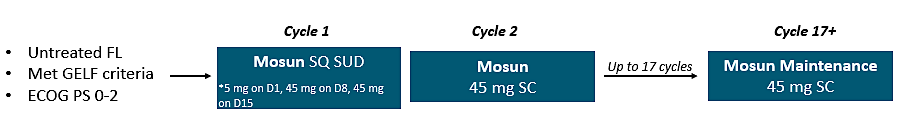 Cycle 1
Cycle 2
Cycle 17+
• Untreated FL
• Met GELF criteria
• ECOG PS 0-2
Mosun SQ SUD
*5 mg on D1, 45 mg on D8, 45 mg
on D15
Mosun
45 mg SC
Up to 17 cycles
Mosun Maintenance
45 mg SC